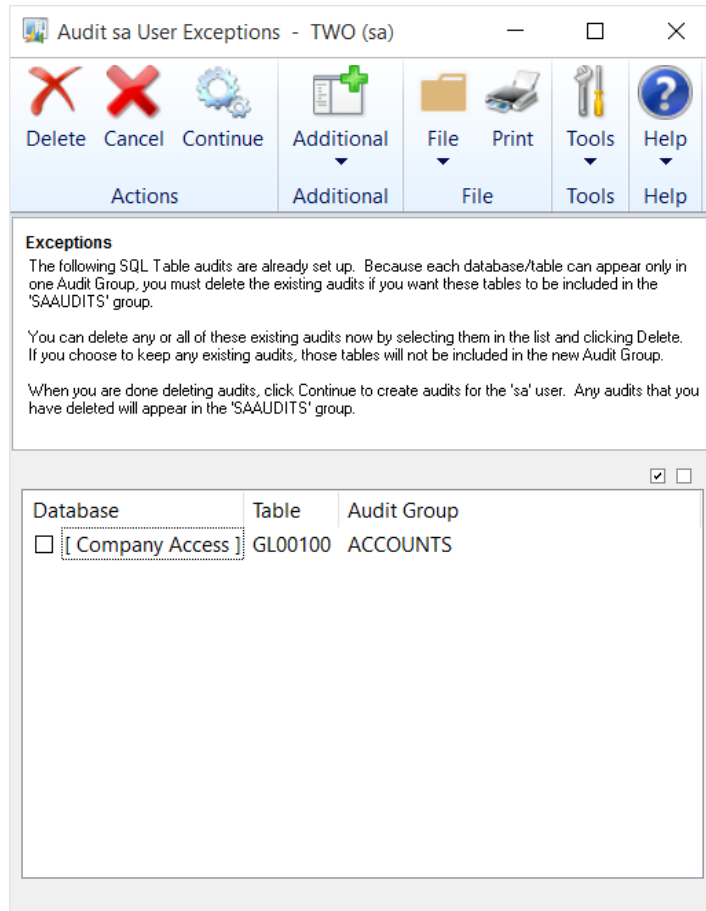 Audit sa User Exceptions - TWO (sa)
Delete Cancel Continue Additional File Print Tools Help
Actions Additional File Tools Help
Exceptions
The following SQL Table audits are already set up. Because each database/table can appear only in
one Audit Group, you must delete the existing audits if you want these tables to be included in the
'SAAUDITS' group.
You can delete any or all of these existing audits now by selecting them in the list and clicking Delete.
If you choose to keep any existing audits, those tables will not be included in the new Audit Group.
When you are done deleting audits, click Continue to create audits for the 'sa' user. Any audits that you
have deleted will appear in the 'SAAUDITS' group.
Database Table Audit Group
[ Company Access ] GL00100 ACCOUNTS